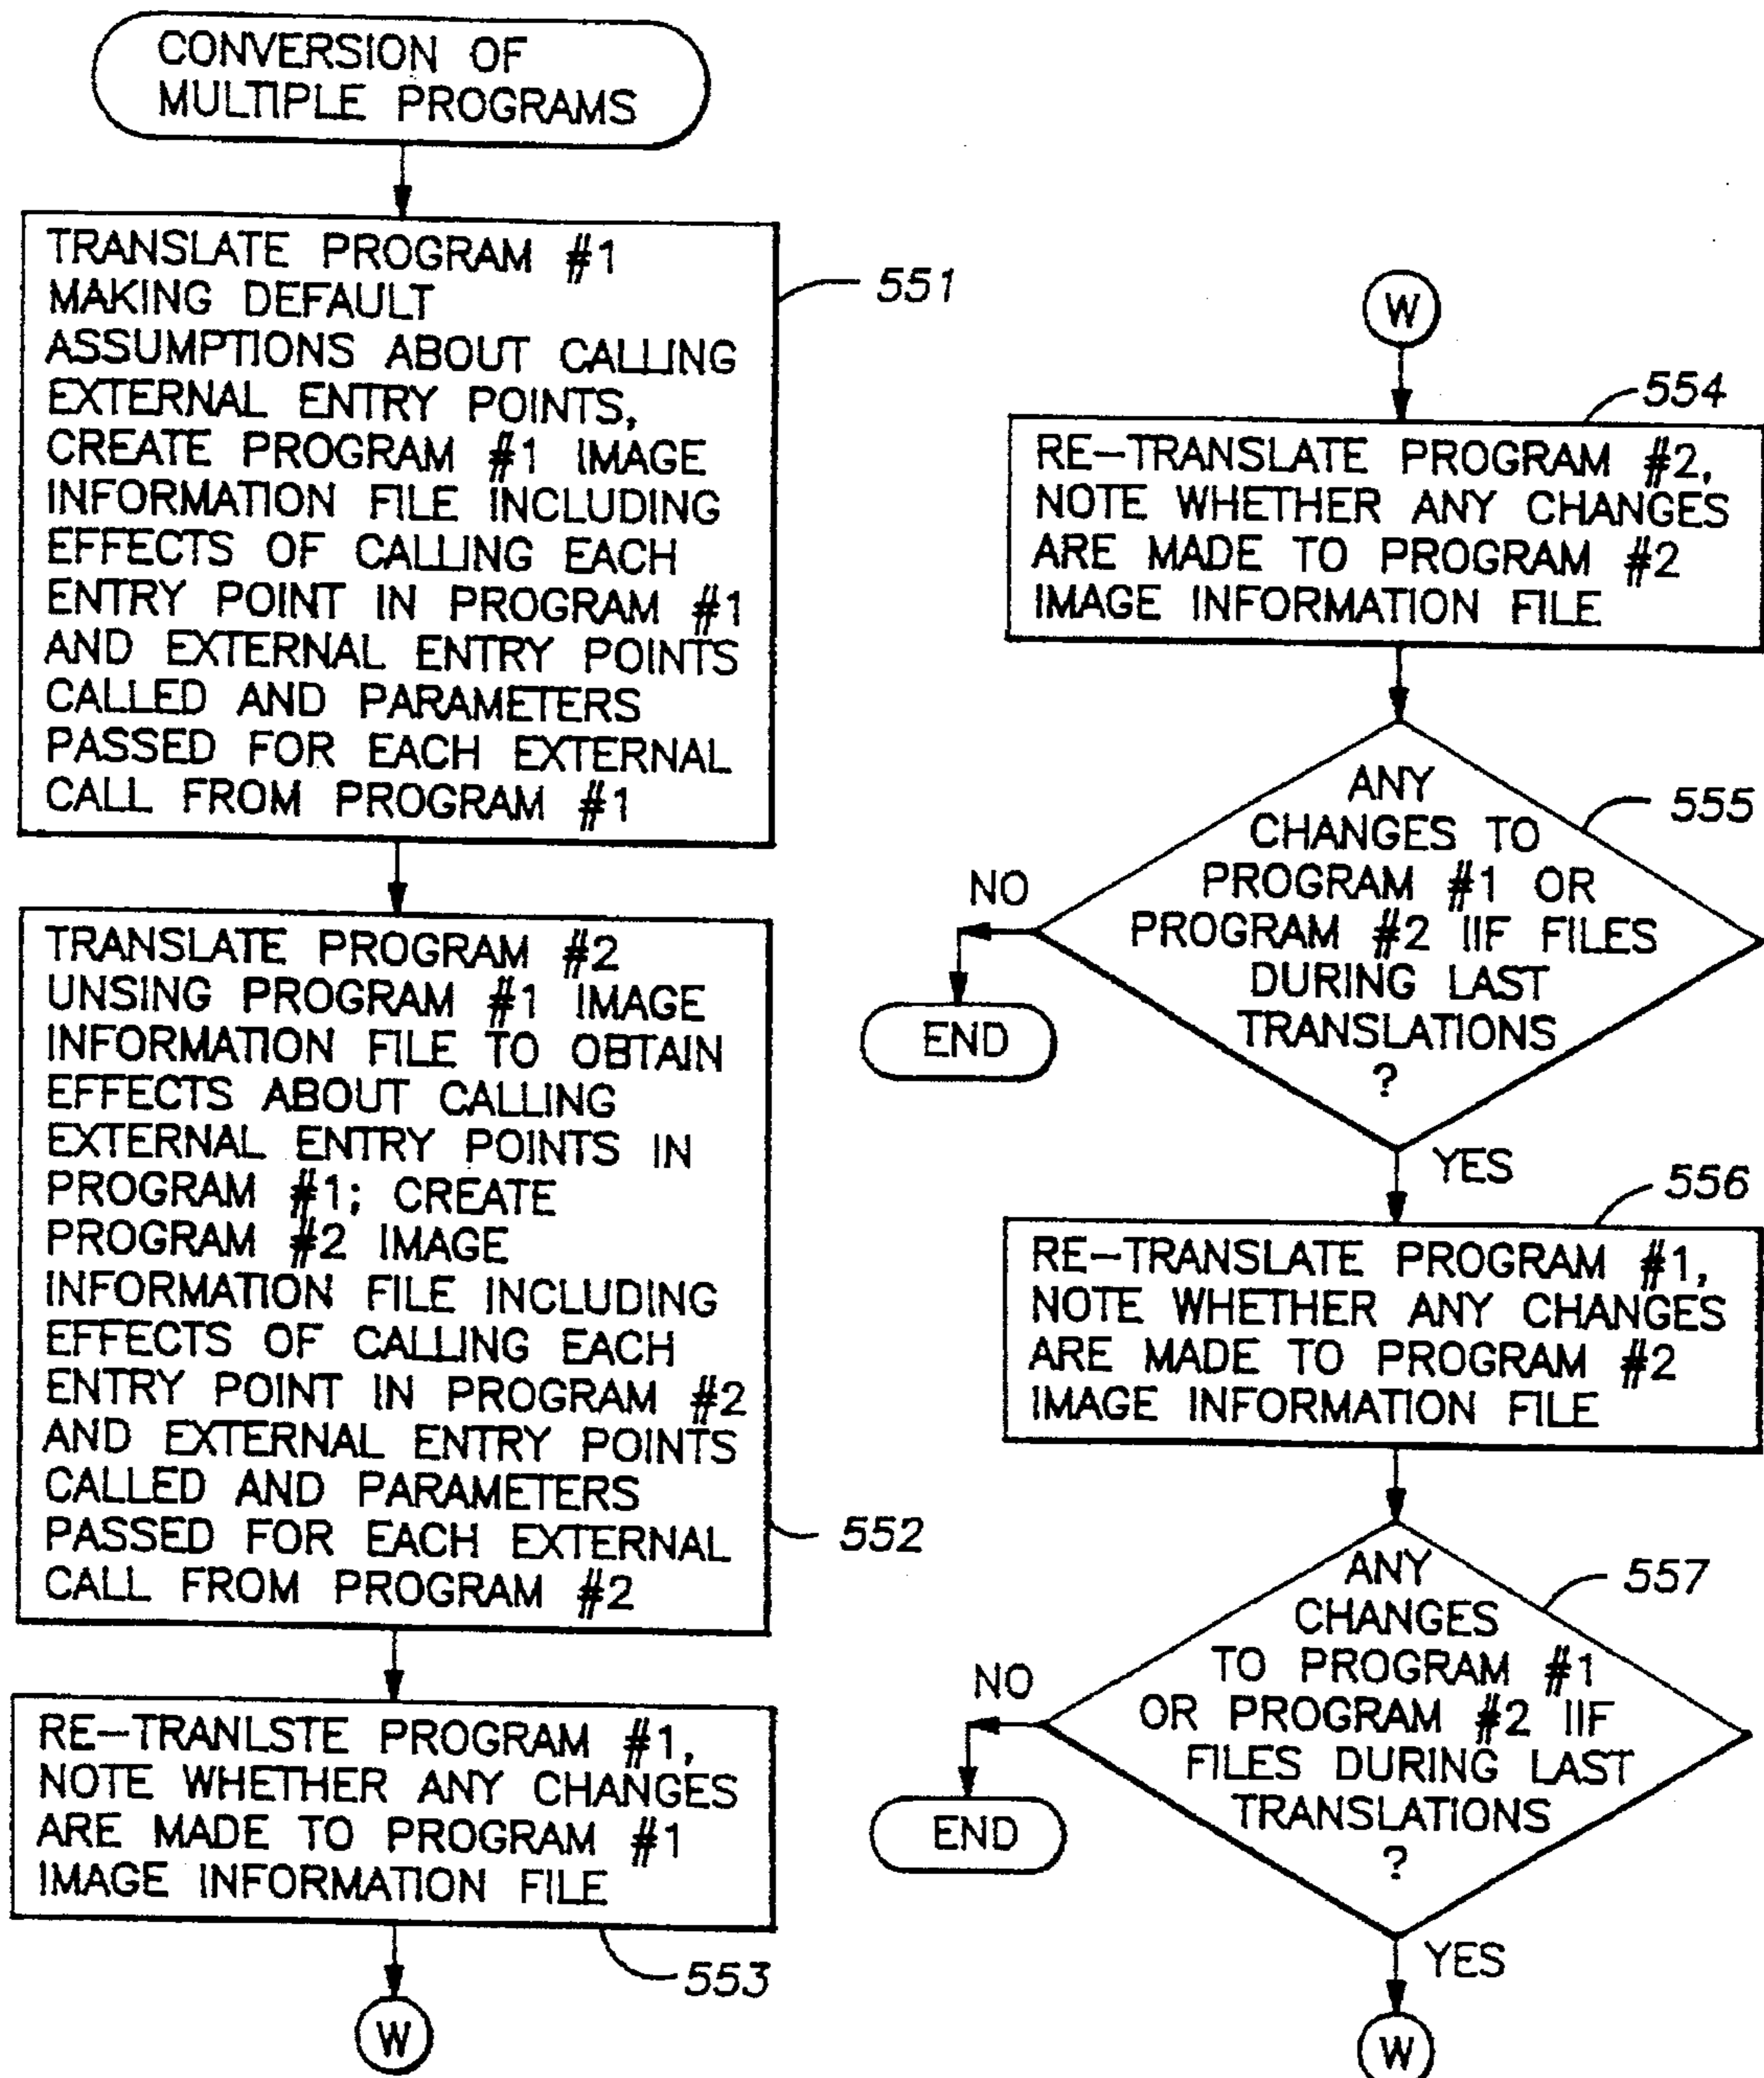 CONVERSION OF
MULTIPLE PROGRAMS
TRANSLATE PROGRAM #1
MAKING DEFAULT
ASSUMPTIONS ABOUT CALLING
EXTERNAL ENTRY POINTS,
CREATE PROGRAM #1 IMAGE
INFORMATION FILE INCLUDING
EFFECTS OF CALLING EACH
ENTRY POINT IN PROGRAM #1
AND EXTERNAL ENTRY POINTS
CALLED AND PARAMETERS
PASSED FOR EACH EXTERNAL
CALL FROM PROGRAM #1
551
TRANSLATE PROGRAM #2
UNSING PROGRAM #1 IMAGE
INFORMATION FILE TO OBTAIN
EFFECTS ABOUT CALLING
EXTERNAL ENTRY POINTS IN
PROGRAM #1; CREATE
PROGRAM #2 IMAGE
INFORMATION FILE INCLUDING
EFFECTS OF CALLING EACH
ENTRY POINT IN PROGRAM #2
AND EXTERNAL ENTRY POINTS
CALLED AND PARAMETERS
PASSED FOR EACH EXTERNAL
CALL FROM PROGRAM #2
552
RE-TRANLSTE PROGRAM #1,
NOTE WHETHER ANY CHANGES
ARE MADE TO PROGRAM #1
IMAGE INFORMATION FILE
553
W
W
554
RE-TRANSLATE PROGRAM #2,
NOTE WHETHER ANY CHANGES
ARE MADE TO PROGRAM #2
IMAGE INFORMATION FILE
ANY
CHANGES TO
PROGRAM #1 OR
PROGRAM #2 IIF FILES
DURING LAST
TRANSLATIONS
?
555
NO
END
YES
556
RE-TRANSLATE PROGRAM #1,
NOTE WHETHER ANY CHANGES
ARE MADE TO PROGRAM #2
IMAGE INFORMATION FILE
ANY
CHANGES
TO PROGRAM #1
OR PROGRAM #2 IIF
FILES DURING LAST
TRANSLATIONS
?
557
NO
END
YES
W